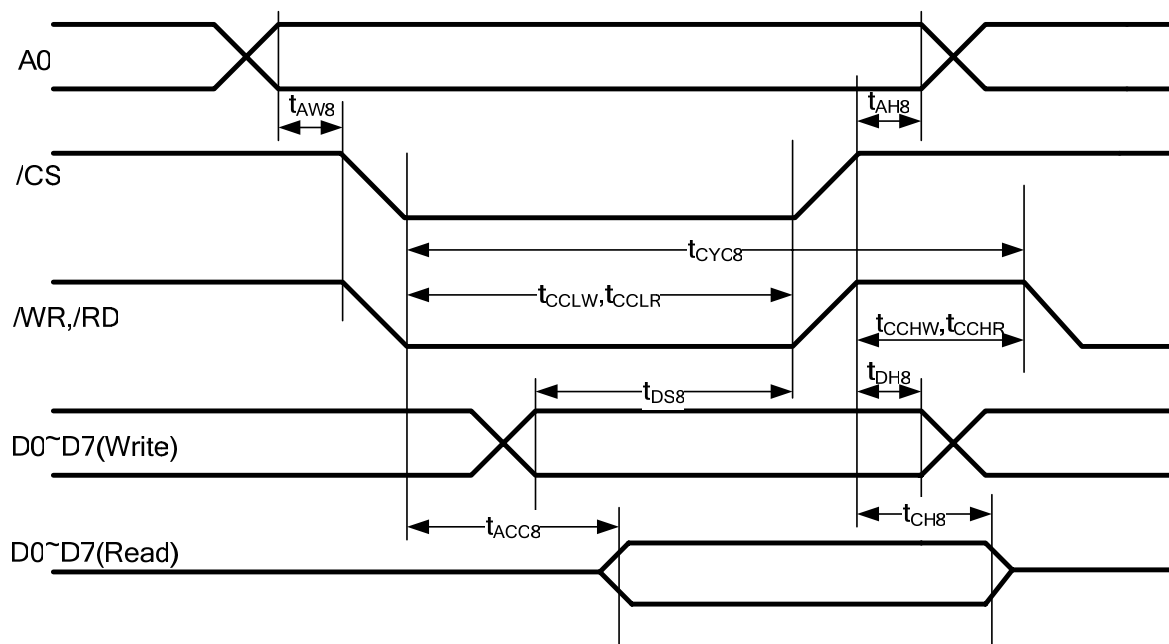 A0
tAW8
tAH8
/CS
tCYC8
tCCLW,tCCLR
/WR,/RD
tCCHW,tCCHR
tDH8
tDS8
D0~D7(Write)
tCH8
tACC8
D0~D7(Read)